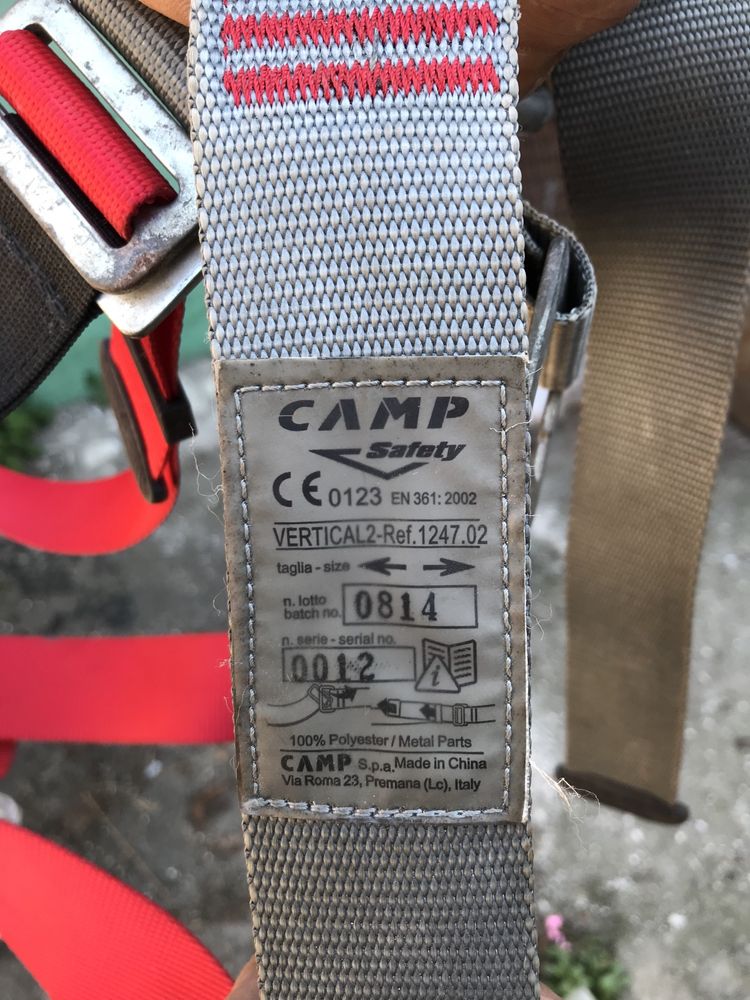 CAMP
Safety
CE 0123 EN 361: 2002
VERTICAL2-Ref.1247.02
taglia - size
n. lotto
batch no. 0814
n. serie - serial no.
0012
i
100% Polyester / Metal Parts
CAMP S.p.a. Made in China
Via Roma 23, Premana (Lc), Italy